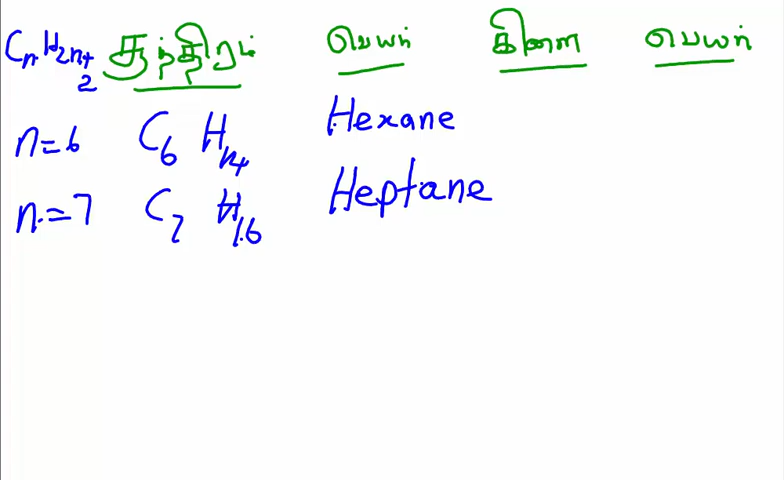 CnH2n+2 சூத்திரம் பெயர் கிளை பெயர்
n=6 C6 H14 Hexane
n=7 C7 H16 Heptane